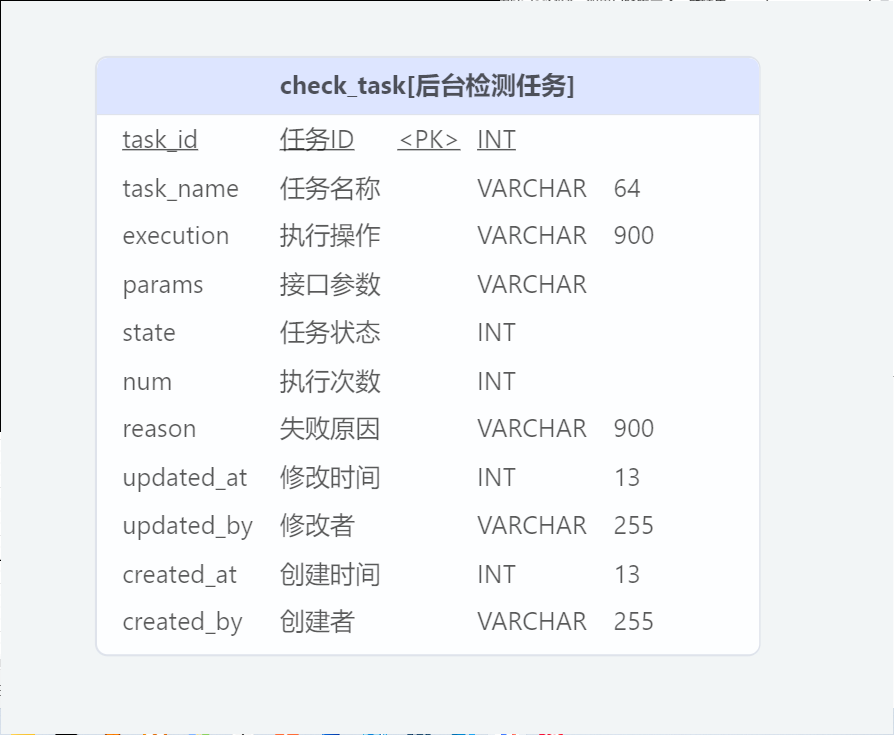 check_task[后台检测任务]
task_id 任务ID <PK> INT
task_name 任务名称 VARCHAR 64
execution 执行操作 VARCHAR 900
params 接口参数 VARCHAR
state 任务状态 INT
num 执行次数 INT
reason 失败原因 VARCHAR 900
updated_at 修改时间 INT 13
updated_by 修改者 VARCHAR 255
created_at 创建时间 INT 13
created_by 创建者 VARCHAR 255